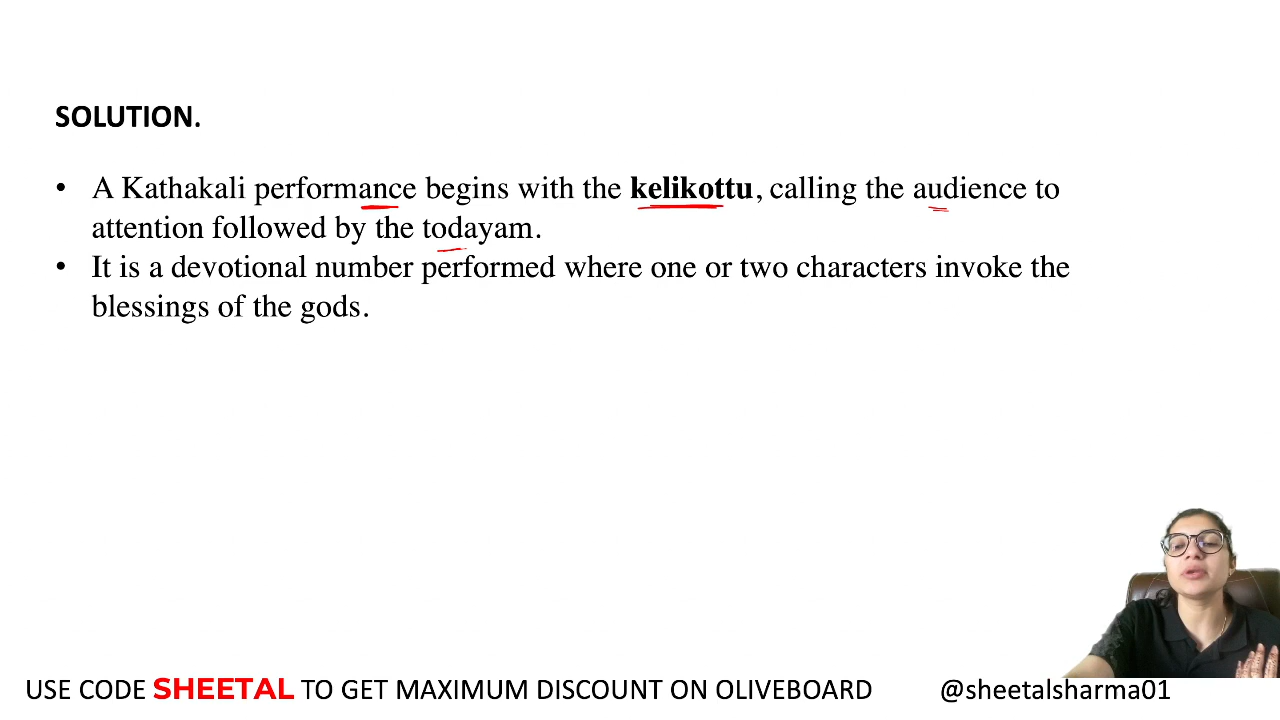 SOLUTION.
• A Kathakali performance begins with the kelikottu, calling the audience to
attention followed by the todayam.
• It is a devotional number performed where one or two characters invoke the
blessings of the gods.
USE CODE SHEETAL TO GET MAXIMUM DISCOUNT ON OLIVEBOARD
@sheetalsharma01